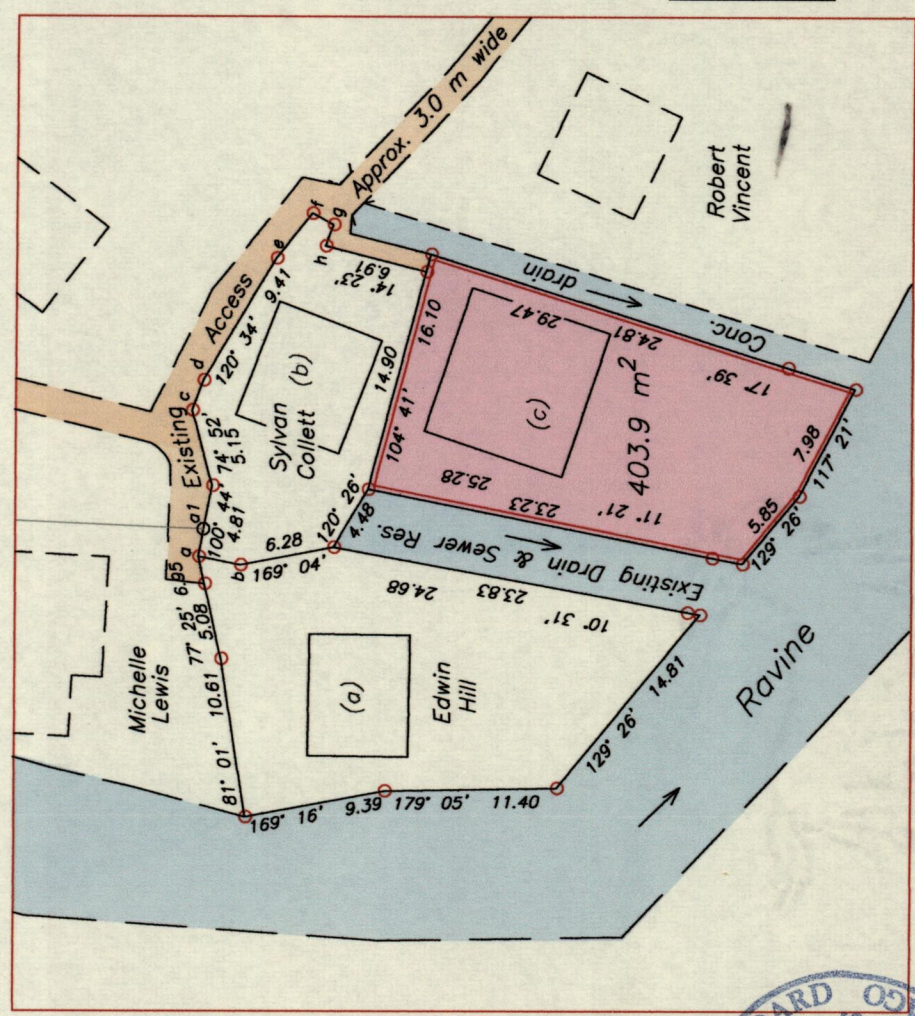 Approx. 3.0 m wide
Robert
Vincent
f
g
h
e
Access
d
c
Existing
a1
a
b
9.41
120° 34'
74° 52'
5.15
100° 44'
4.81
6.95
77° 25'
5.08
10.61
81° 01'
Michelle
Lewis
Sylvan
Collett
(b)
14° 23'
6.91
16.10
14.90
104° 41'
120° 26'
4.48
6.28
169° 04'
Conc. drain
29.47
24.81
17° 39'
(c)
403.9 m²
25.28
23.23
11° 21'
7.98
117° 21'
5.85
129° 26'
Existing Drain & Sewer Res.
24.68
23.83
10° 31'
(a)
Edwin
Hill
14.81
129° 26'
169° 16'
9.39
179° 05'
11.40
Ravine
ARD
GO